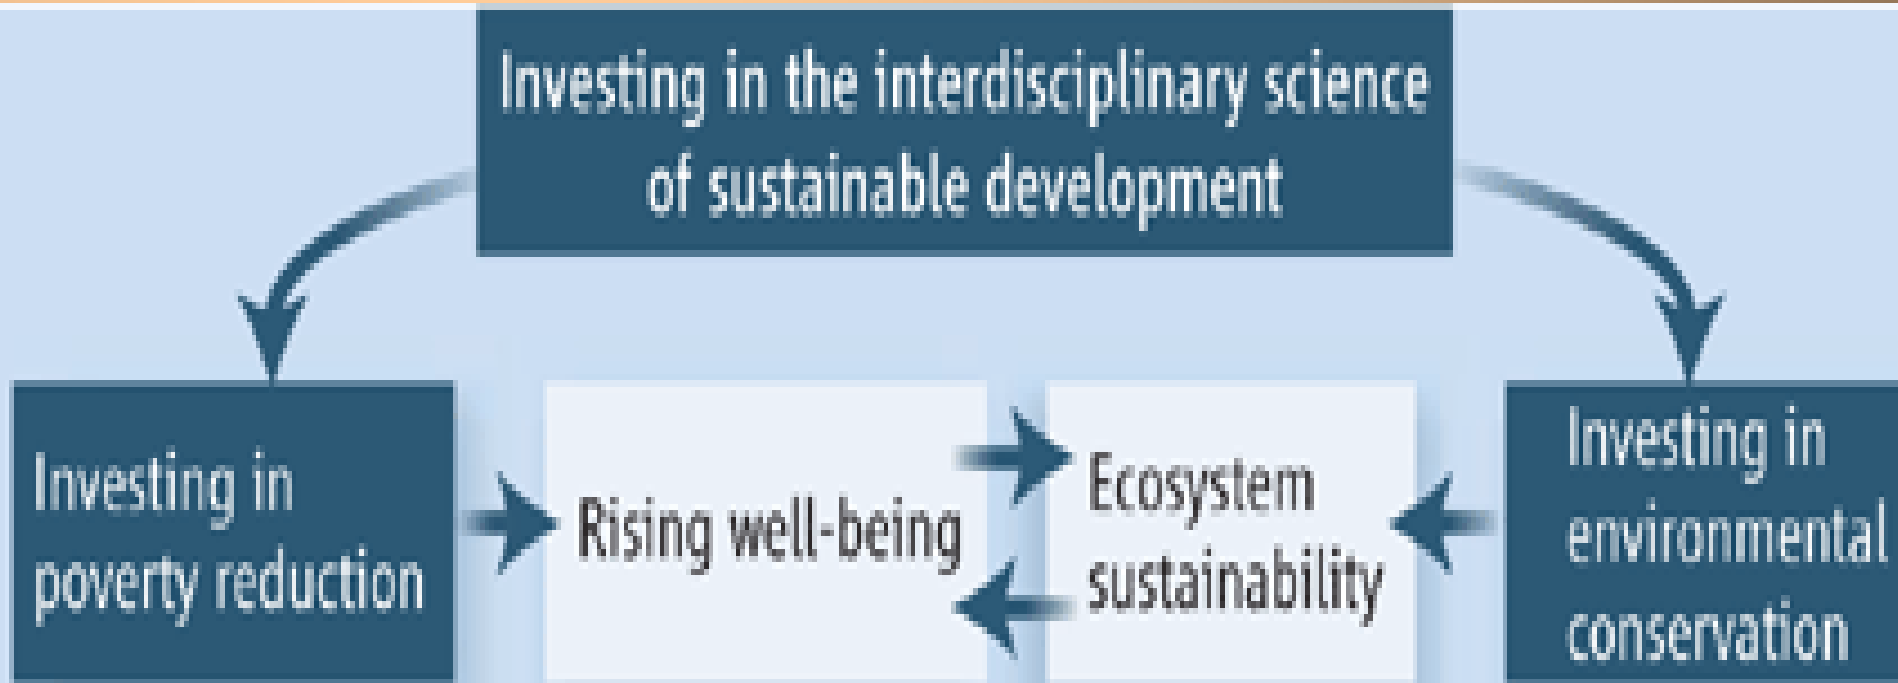 Investing in the interdisciplinary science
of sustainable development
Investing in
poverty reduction
Rising well-being
Ecosystem
sustainability
Investing in
environmental
conservation